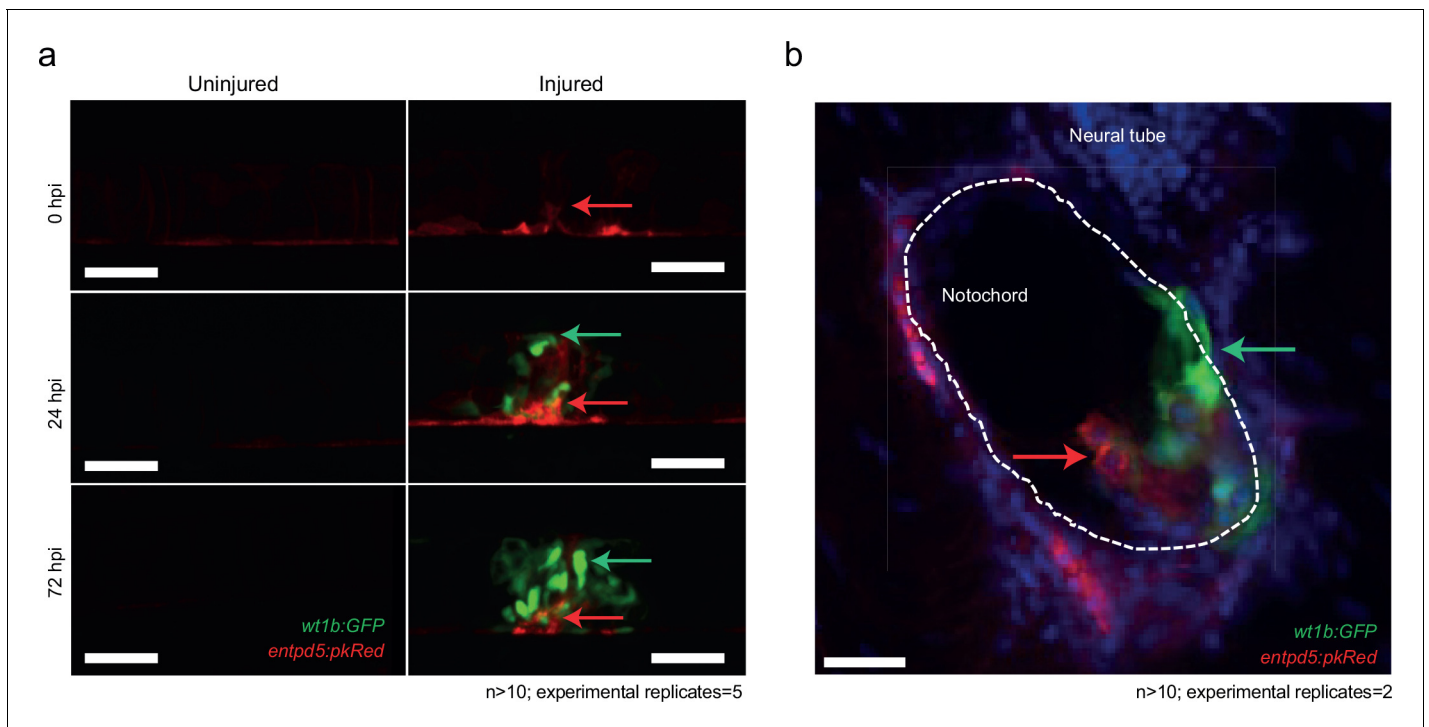 a
Uninjured
Injured
0 hpi
24 hpi
72 hpi
wt1b:GFP
entpd5:pkRed
n>10; experimental replicates=5
b
Neural tube
Notochord
wt1b:GFP
entpd5:pkRed
n>10; experimental replicates=2